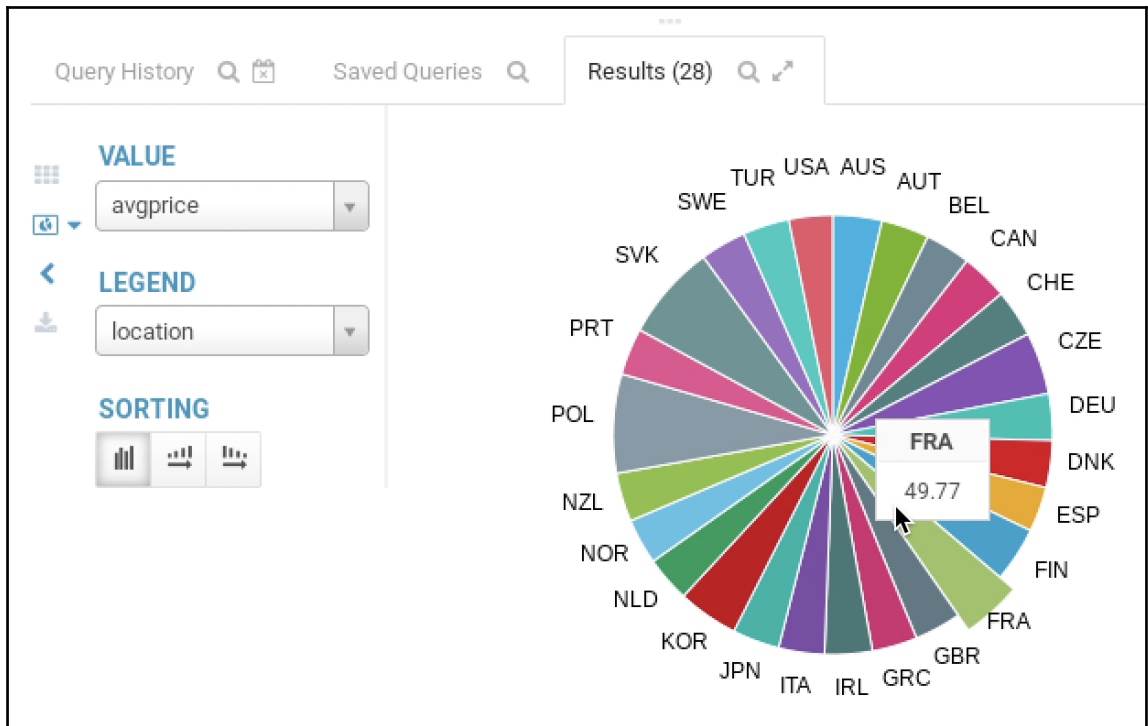 Query History
Saved Queries
Results (28)
VALUE
avgprice
LEGEND
location
SORTING
USA
AUS
TUR
AUT
SWE
BEL
CAN
SVK
CHE
PRT
CZE
POL
DEU
FRA
49.77
DNK
NZL
ESP
NOR
FIN
NLD
FRA
KOR
GBR
JPN
GRC
ITA
IRL